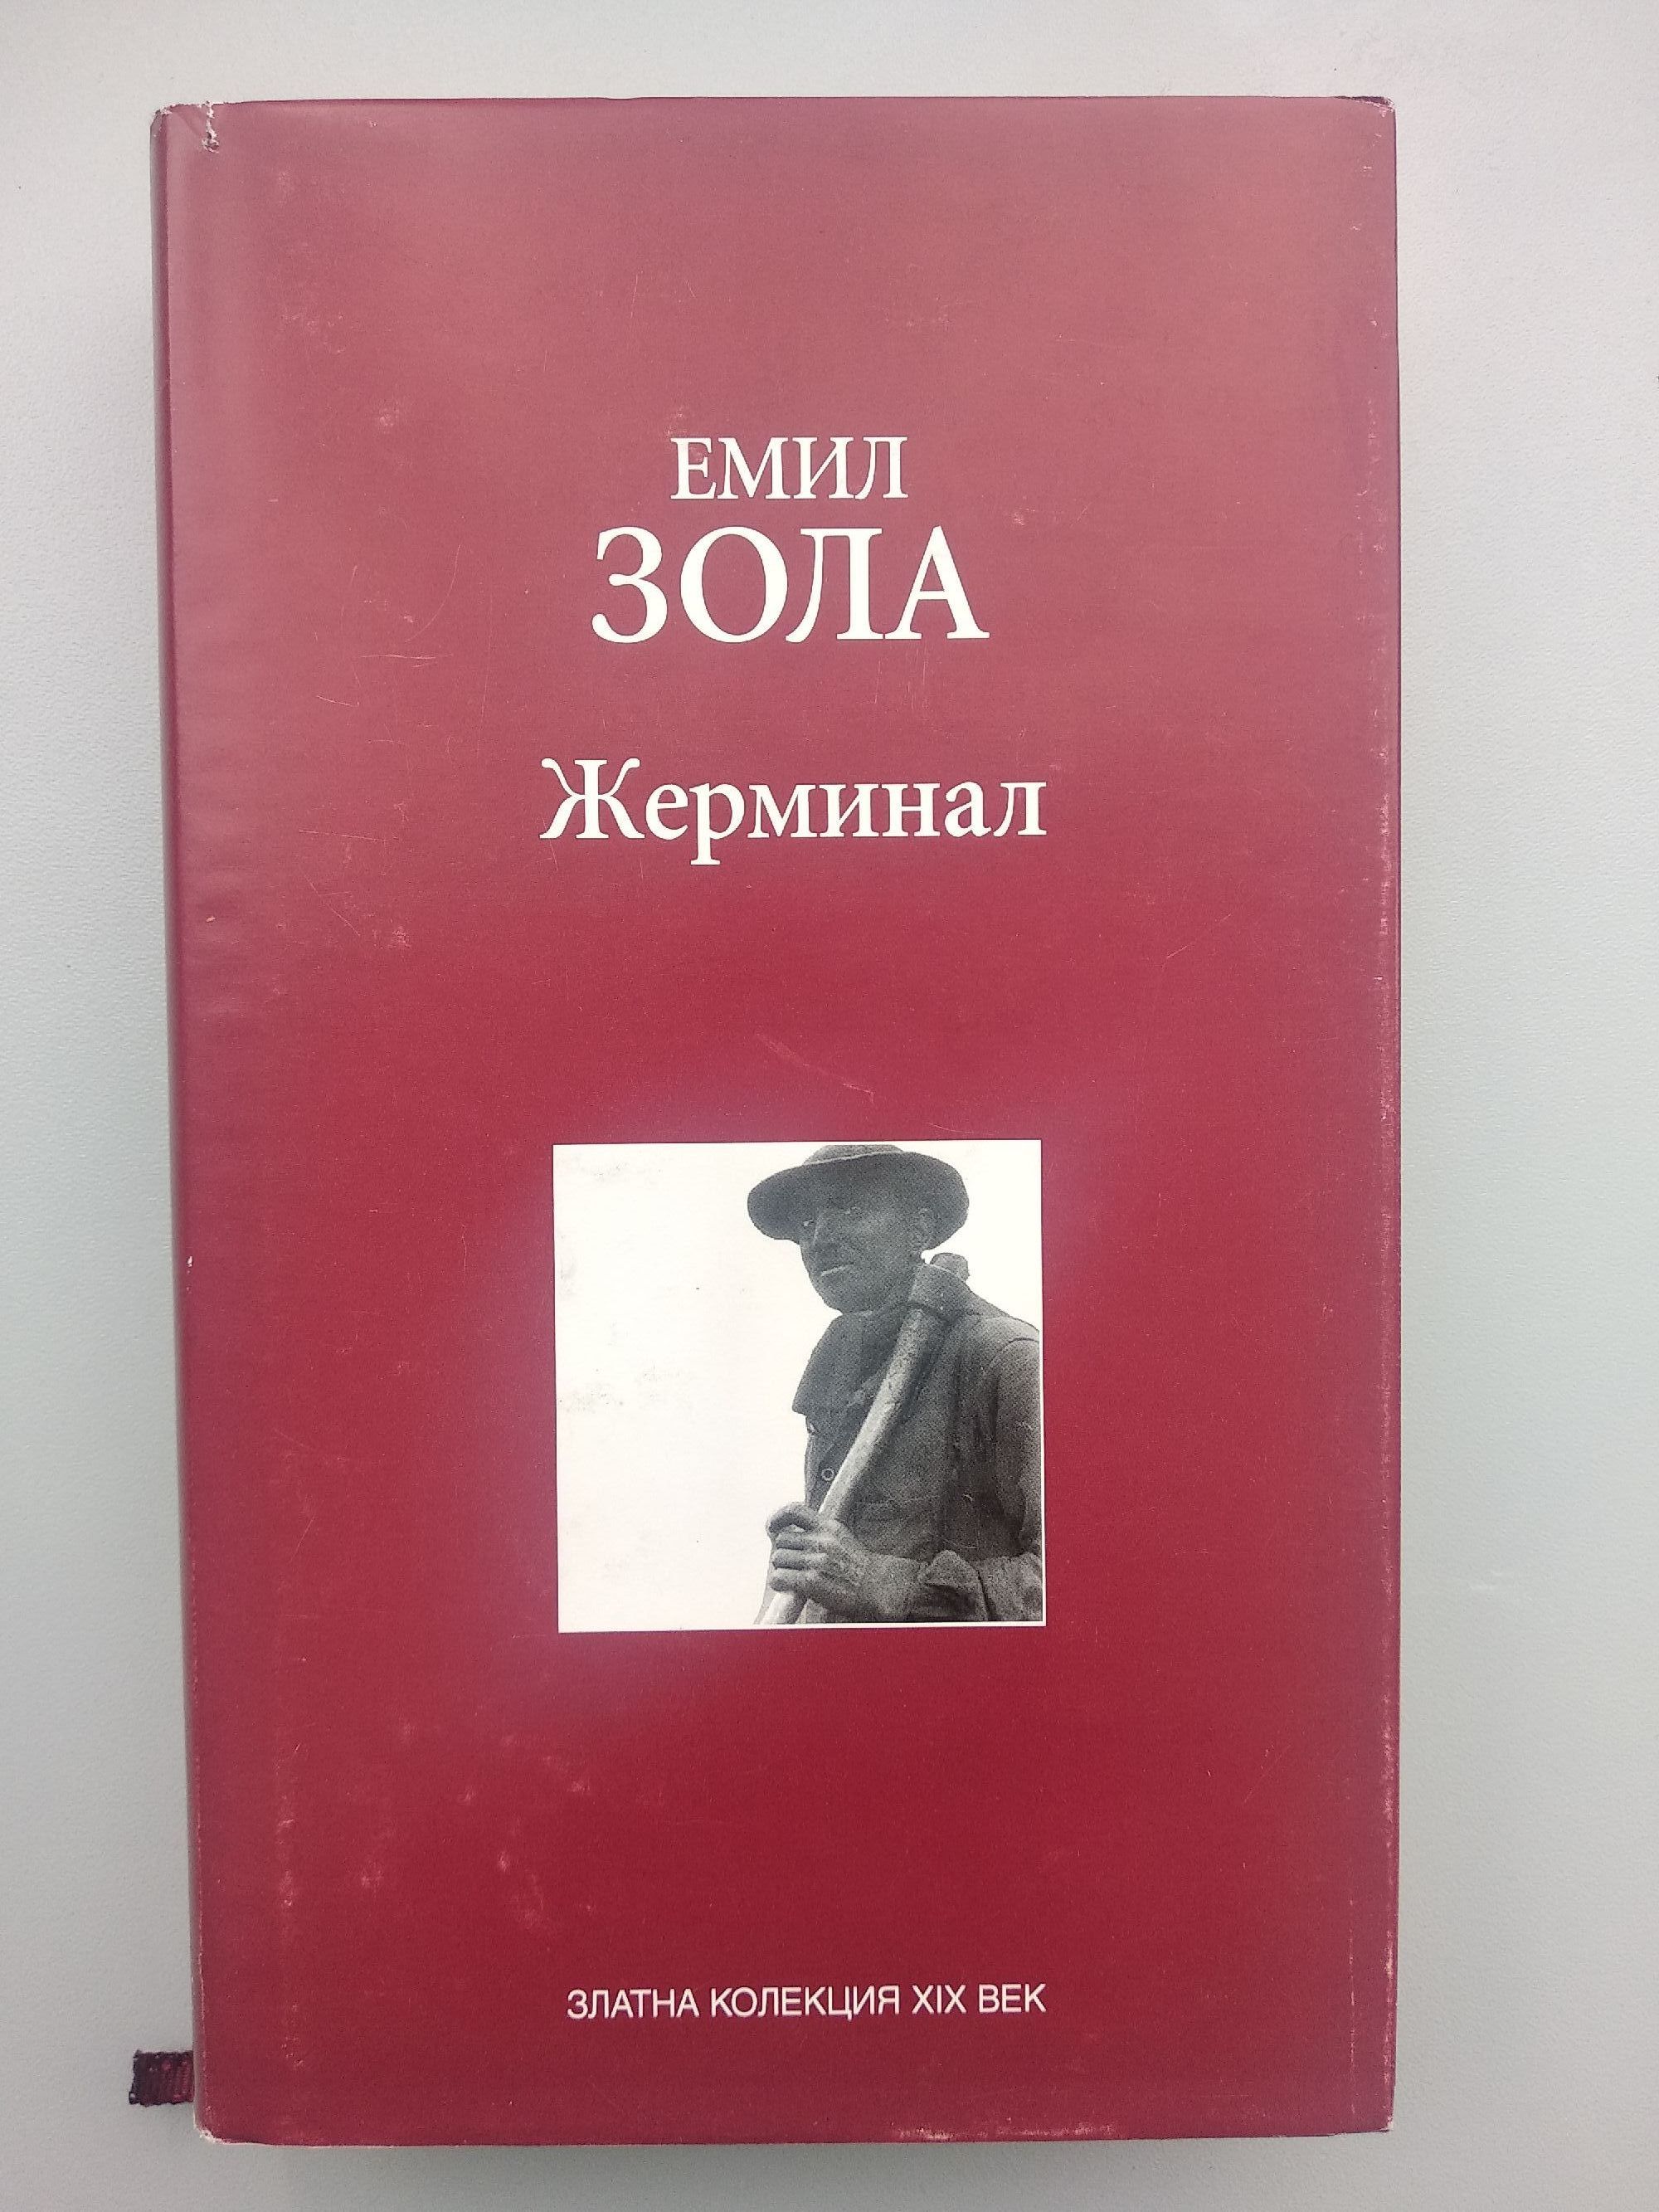 ЕМИЛ
ЗОЛА
Жерминал
ЗЛАТНА КОЛЕКЦИЯ XIX ВЕК